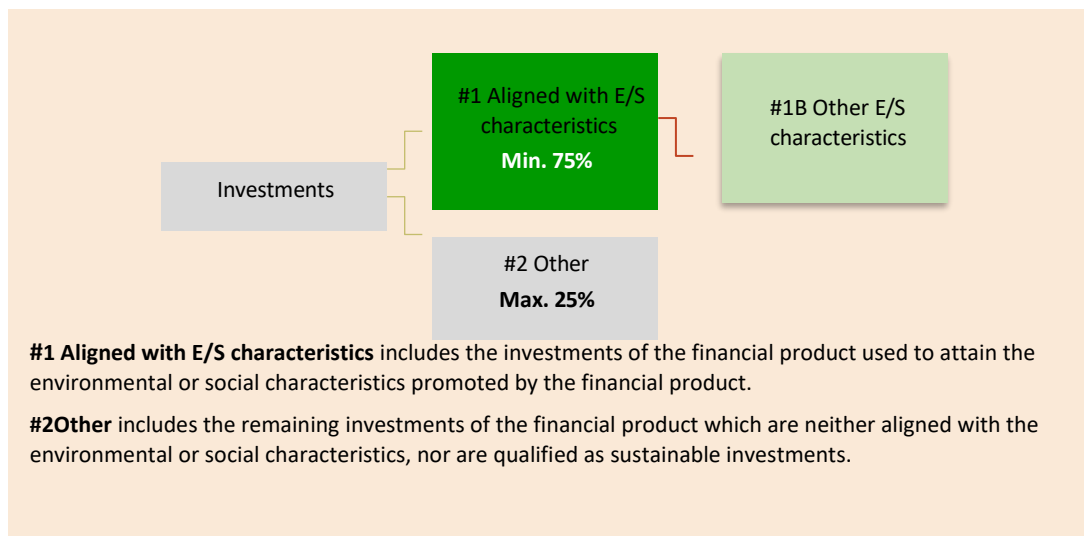 #1 Aligned with E/S
characteristics
Min. 75%
#1B Other E/S
characteristics
Investments
#2 Other
Max. 25%
#1 Aligned with E/S characteristics includes the investments of the financial product used to attain the
environmental or social characteristics promoted by the financial product.
#2Other includes the remaining investments of the financial product which are neither aligned with the
environmental or social characteristics, nor are qualified as sustainable investments.